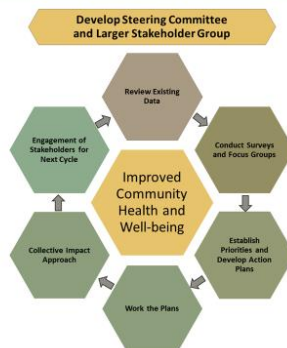 Develop Steering Committee
and Larger Stakeholder Group
Review Existing
Data
Conduct Surveys
and Focus Groups
Establish
Priorities and
Develop Action
Plans
Work the Plans
Collective Impact
Approach
Engagement of
Stakeholders for
Next Cycle
Improved
Community
Health and
Well-being